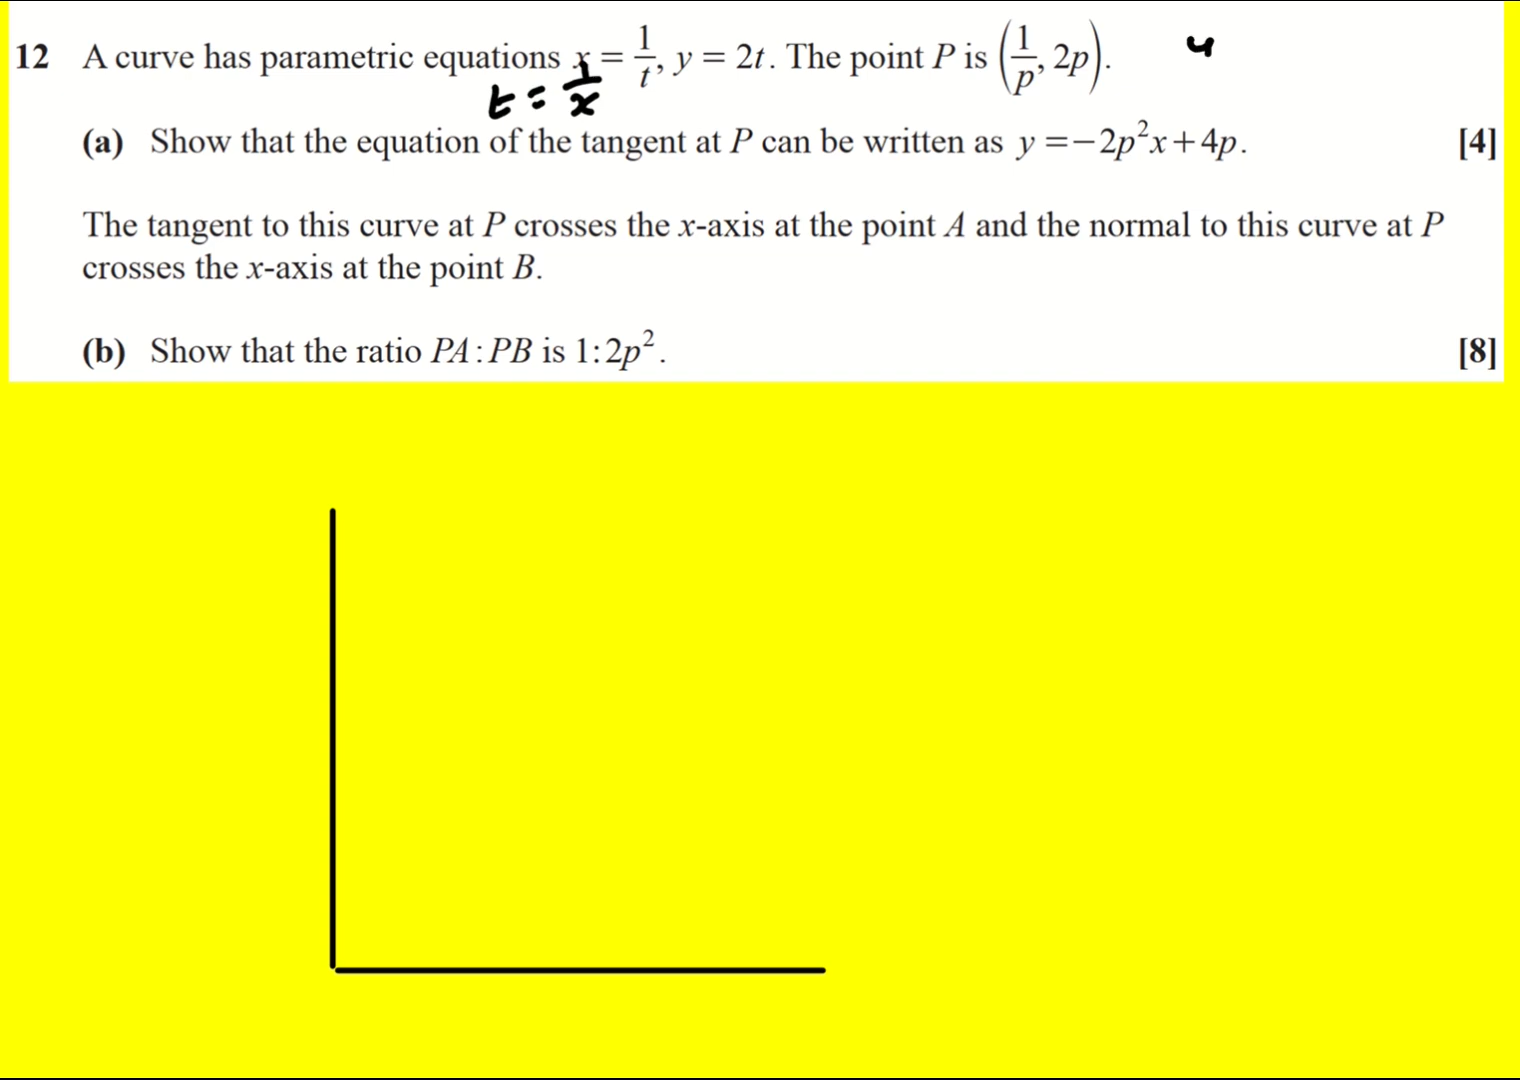 12 A curve has parametric equations x = 1/t, y = 2t. The point P is (1/p, 2p). 4
t = 1/x
(a) Show that the equation of the tangent at P can be written as y = −2p²x + 4p. [4]
The tangent to this curve at P crosses the x-axis at the point A and the normal to this curve at P
crosses the x-axis at the point B.
(b) Show that the ratio PA : PB is 1 : 2p². [8]